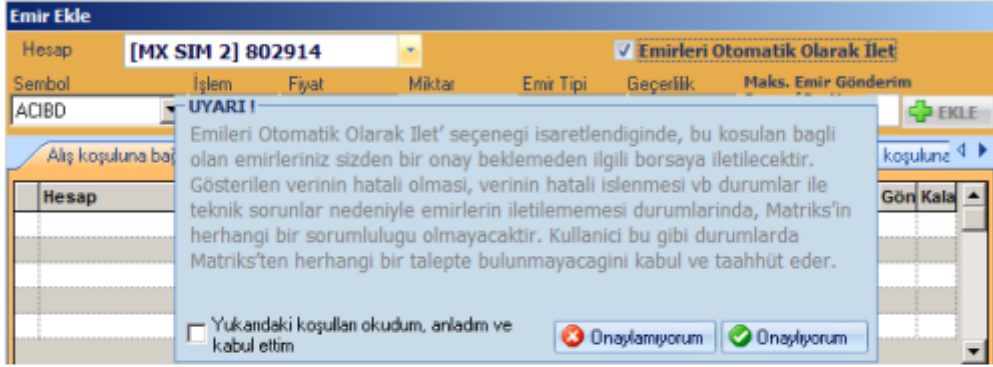 Emir Ekle
Hesap [MX SIM 2] 802914 Emirleri Otomatik Olarak İlet
Sembol İşlem Fiyat Miktar Emir Tipi Geçerlilik Maks. Emir Gönderim
ACIBD EKLE
UYARI !
Emileri Otomatik Olarak Ilet' seçenegi isaretlendiginde, bu kosulan bagli
olan emirleriniz sizden bir onay beklemeden ilgili borsaya iletilecektir.
Gösterilen verinin hatali olmasi, verinin hatali islenmesi vb durumlar ile
teknik sorunlar nedeniyle emirlerin iletilememesi durumlarinda, Matriks'in
herhangi bir sorumlulugu olmayacaktir. Kullanici bu gibi durumlarda
Matriks'ten herhangi bir talepte bulunmayacagini kabul ve taahhüt eder.
Yukarıdaki koşulları okudum, anladım ve
kabul ettim
Onaylamıyorum Onaylıyorum
Alış koşuluna bağ koşuluna
Hesap Gön Kala